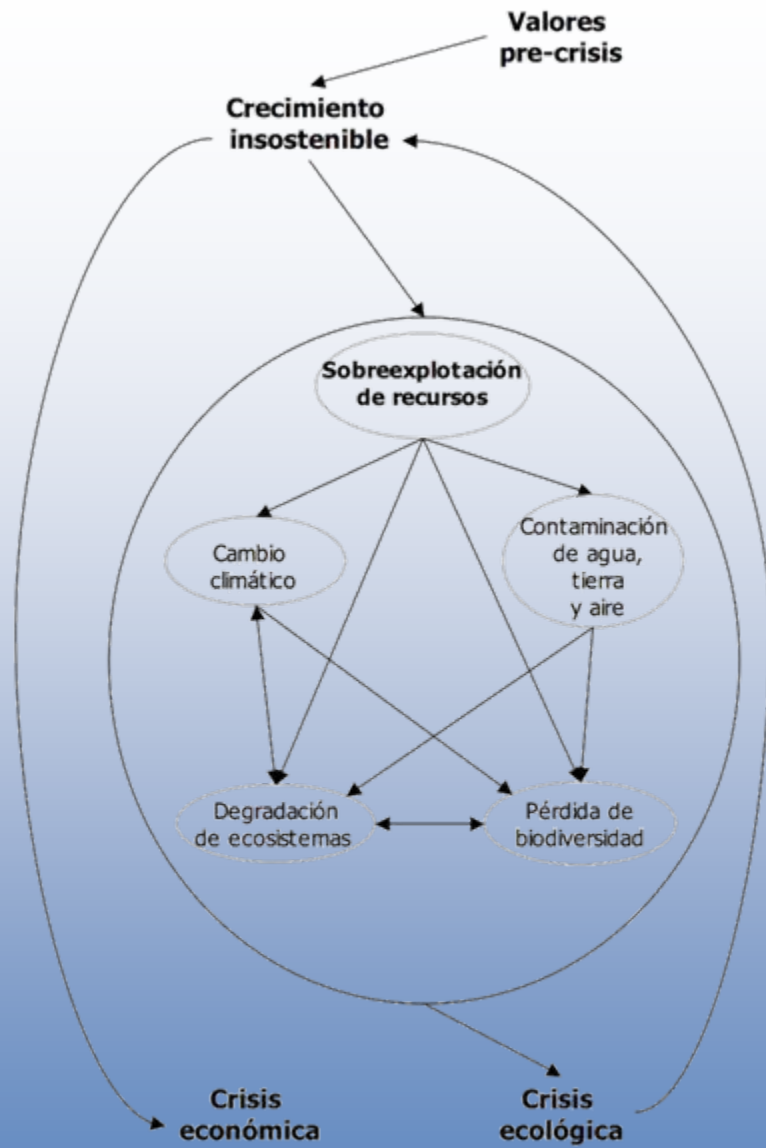 Valores
pre-crisis
Crecimiento
insostenible
Sobreexplotación
de recursos
Cambio
climático
Contaminación
de agua,
tierra
y aire
Degradación
de ecosistemas
Pérdida de
biodiversidad
Crisis
económica
Crisis
ecológica